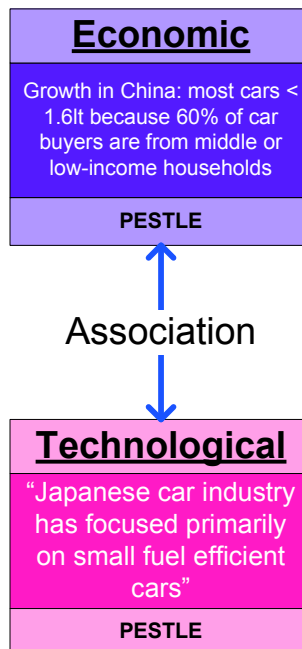 Economic
Growth in China: most cars <
1.6lt because 60% of car
buyers are from middle or
low-income households
PESTLE
Association
Technological
“Japanese car industry
has focused primarily
on small fuel efficient
cars”
PESTLE